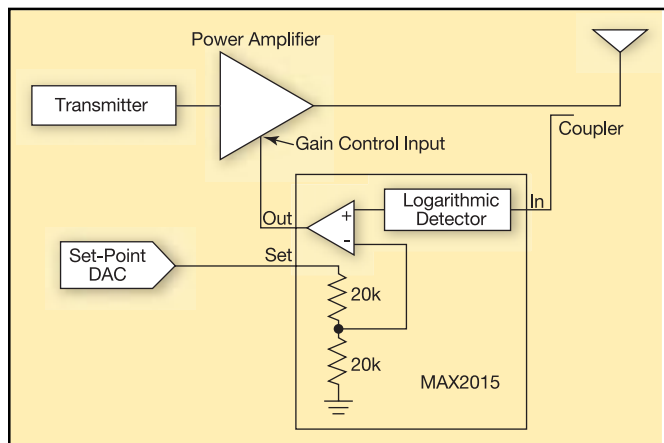 Power Amplifier
Transmitter
Coupler
Gain Control Input
Out
+
-
Logarithmic
Detector
In
Set-Point
DAC
Set
20k
20k
MAX2015